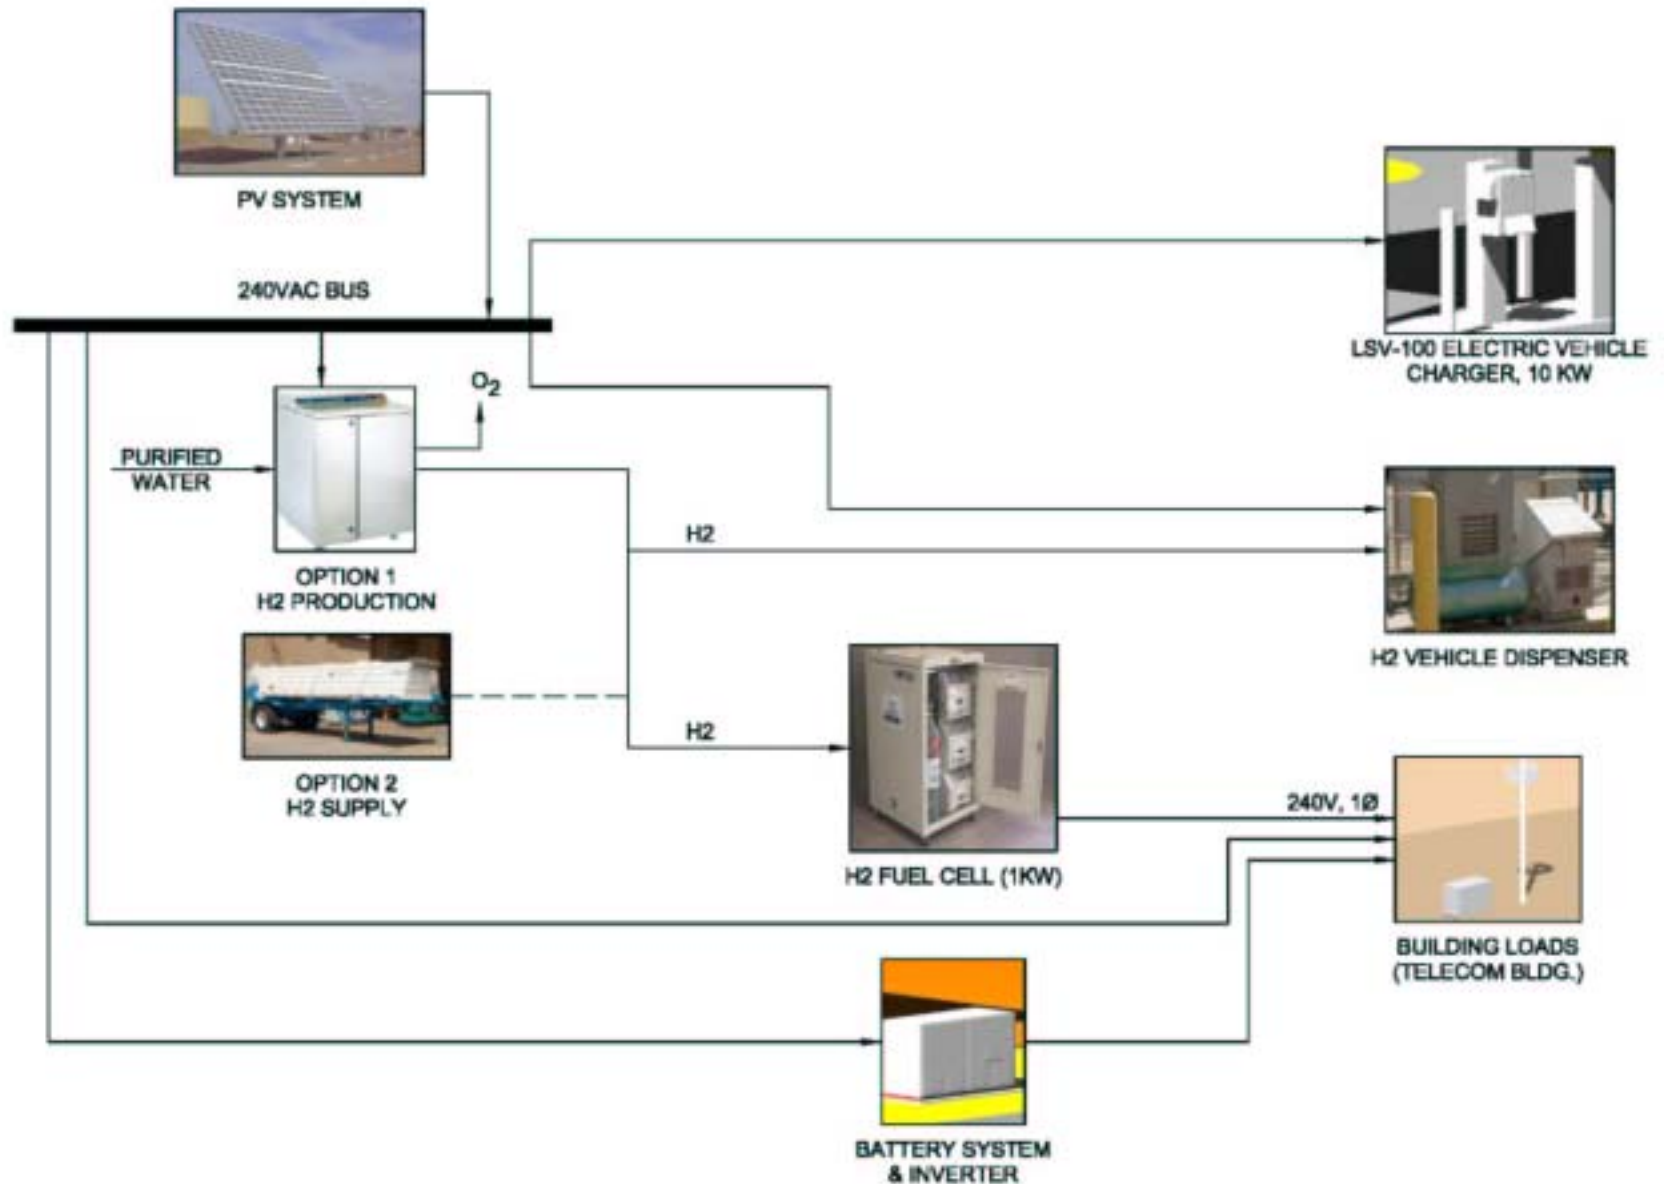 PV SYSTEM
240VAC BUS
LSV-100 ELECTRIC VEHICLE
CHARGER, 10 KW
O2
PURIFIED
WATER
H2
OPTION 1
H2 PRODUCTION
H2 VEHICLE DISPENSER
H2
OPTION 2
H2 SUPPLY
240V, 1Ø
H2 FUEL CELL (1KW)
BUILDING LOADS
(TELECOM BLDG.)
BATTERY SYSTEM
& INVERTER